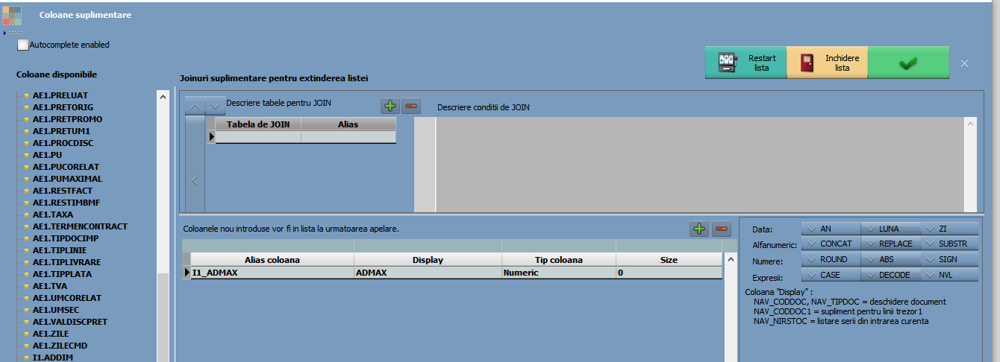 Coloane suplimentare
Autocomplete enabled
Restart lista
Inchidere lista
Coloane disponibile
AE1.PRELUAT
AE1.PRETORIG
AE1.PRETPROMO
AE1.PRETUM1
AE1.PROCDISC
AE1.PU
AE1.PUCORELAT
AE1.PUMAXIMAL
AE1.RESTFACT
AE1.RESTIMBMF
AE1.TAXA
AE1.TERMENCONTRACT
AE1.TIPDOCIMP
AE1.TIPLINIE
AE1.TIPLIVRARE
AE1.TIPPLATA
AE1.TVA
AE1.UMCORELAT
AE1.UMSEC
AE1.VALDISCPRET
AE1.ZILE
AE1.ZILECMD
I1.ADDIM
Joinuri suplimentare pentru extinderea listei
Descriere tabele pentru JOIN
Descriere conditii de JOIN
Tabela de JOIN Alias
Coloanele nou introduse vor fi in lista la urmatoarea apelare.
Alias coloana Display Tip coloana Size
I1_ADMAX ADMAX Numeric 0
Data: AN LUNA ZI
Alfanumeric: CONCAT REPLACE SUBSTR
Numere: ROUND ABS SIGN
Expresii: CASE DECODE NVL
Coloana "Display" :
NAV_CODDOC, NAV_TIPDOC = deschidere document
NAV_CODDOC1 = supliment pentru linii trezor1
NAV_NIRSTOC = listare serii din intrarea curenta